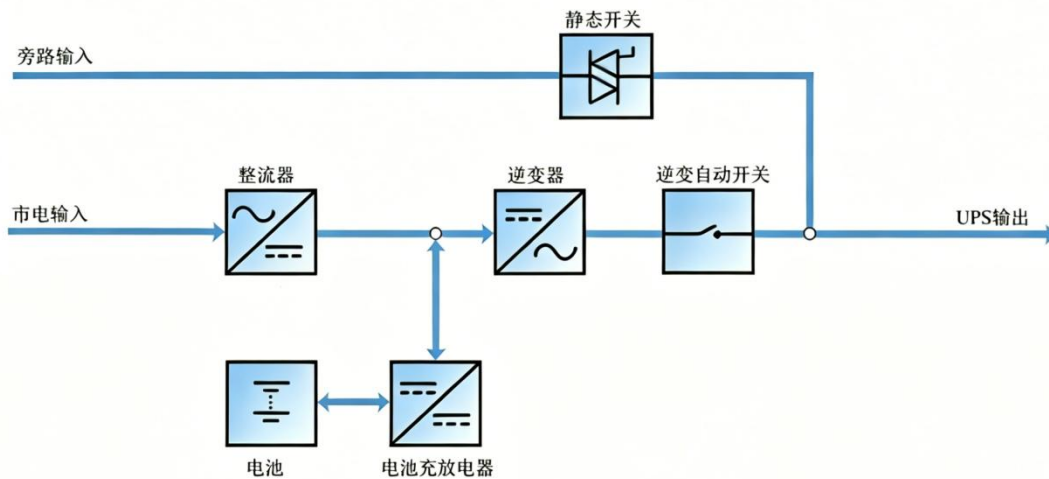 静态开关
旁路输入
整流器
逆变器
逆变自动开关
市电输入
UPS输出
电池
电池充放电器